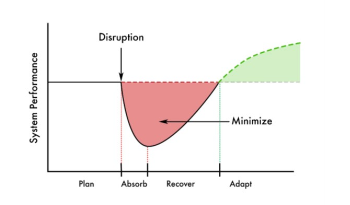 Disruption
System Performance
Minimize
Plan
Absorb
Recover
Adapt